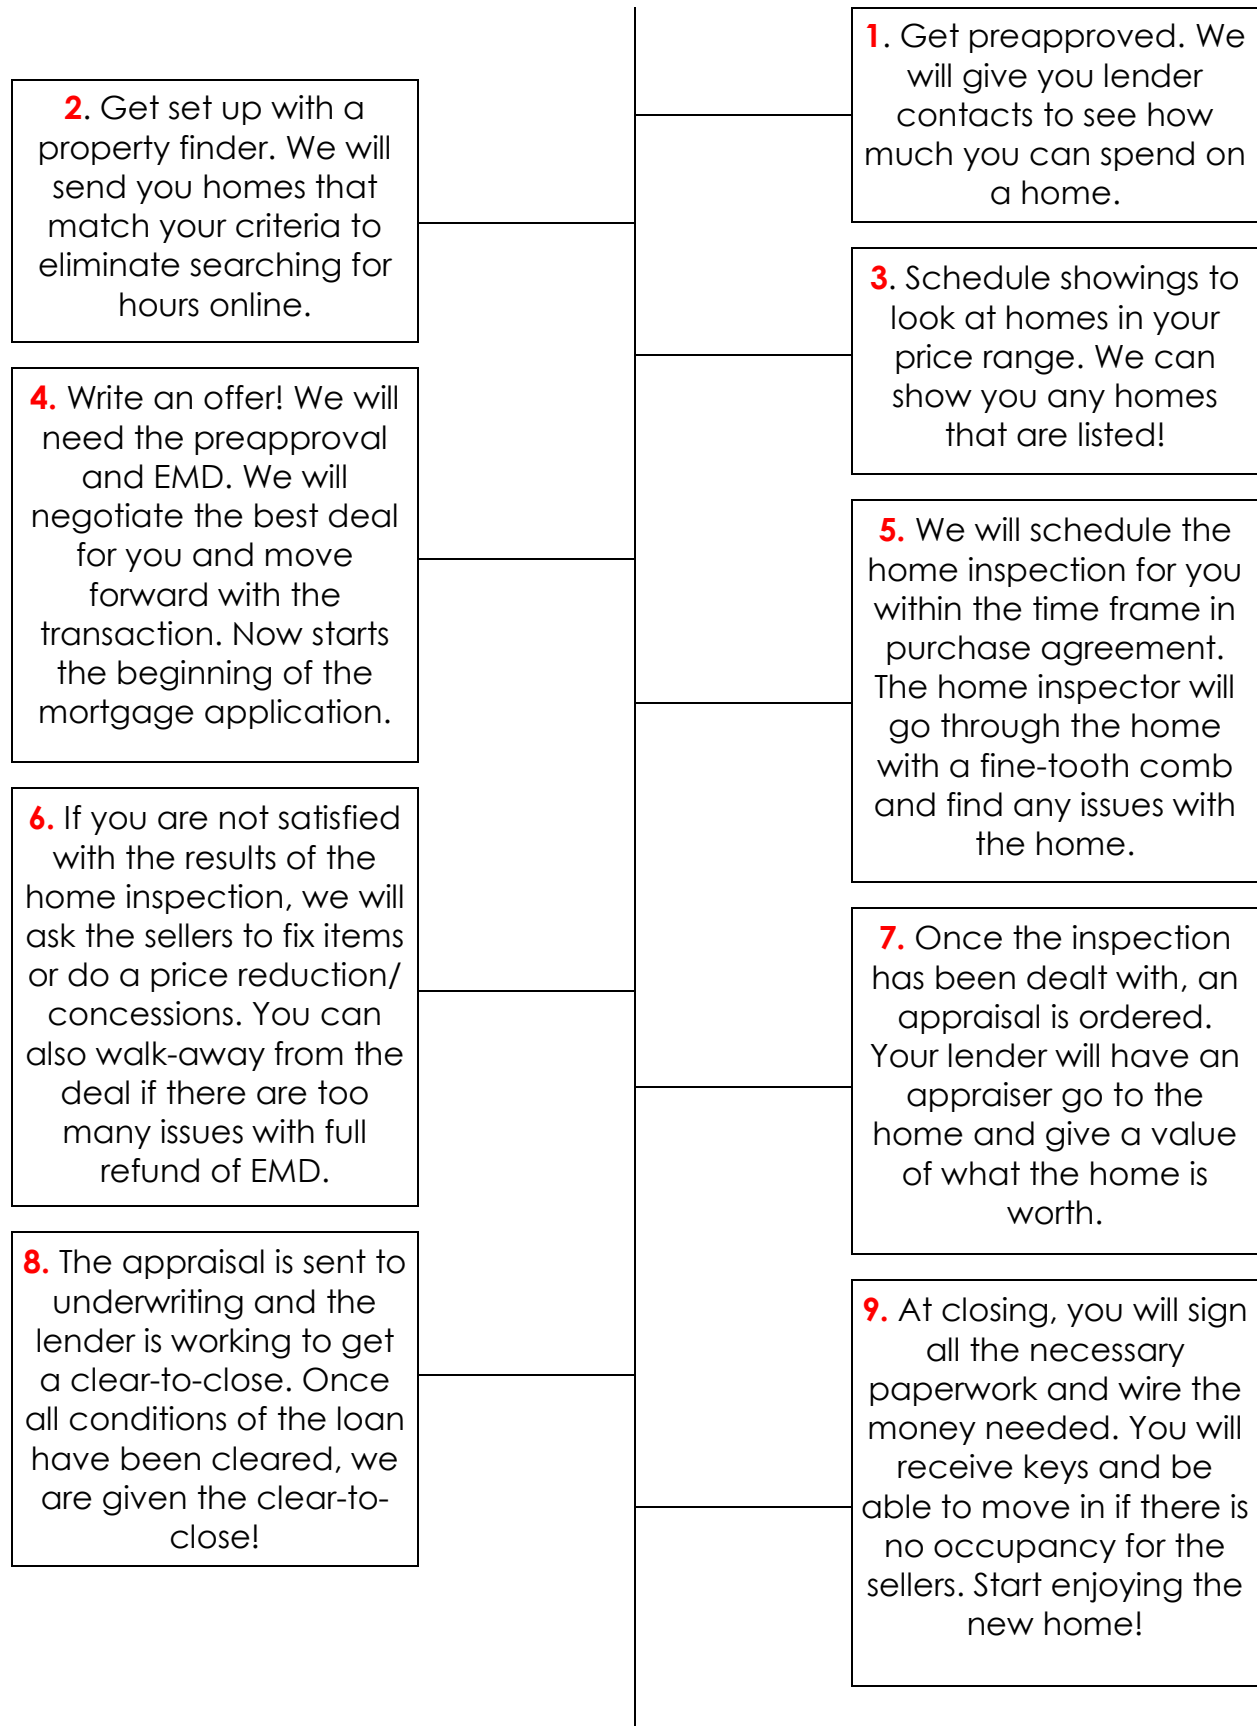 1. Get preapproved. We
will give you lender
contacts to see how
much you can spend on
a home.
2. Get set up with a
property finder. We will
send you homes that
match your criteria to
eliminate searching for
hours online.
3. Schedule showings to
look at homes in your
price range. We can
show you any homes
that are listed!
4. Write an offer! We will
need the preapproval
and EMD. We will
negotiate the best deal
for you and move
forward with the
transaction. Now starts
the beginning of the
mortgage application.
5. We will schedule the
home inspection for you
within the time frame in
purchase agreement.
The home inspector will
go through the home
with a fine-tooth comb
and find any issues with
the home.
6. If you are not satisfied
with the results of the
home inspection, we will
ask the sellers to fix items
or do a price reduction/
concessions. You can
also walk-away from the
deal if there are too
many issues with full
refund of EMD.
7. Once the inspection
has been dealt with, an
appraisal is ordered.
Your lender will have an
appraiser go to the
home and give a value
of what the home is
worth.
8. The appraisal is sent to
underwriting and the
lender is working to get
a clear-to-close. Once
all conditions of the loan
have been cleared, we
are given the clear-to-
close!
9. At closing, you will sign
all the necessary
paperwork and wire the
money needed. You will
receive keys and be
able to move in if there is
no occupancy for the
sellers. Start enjoying the
new home!